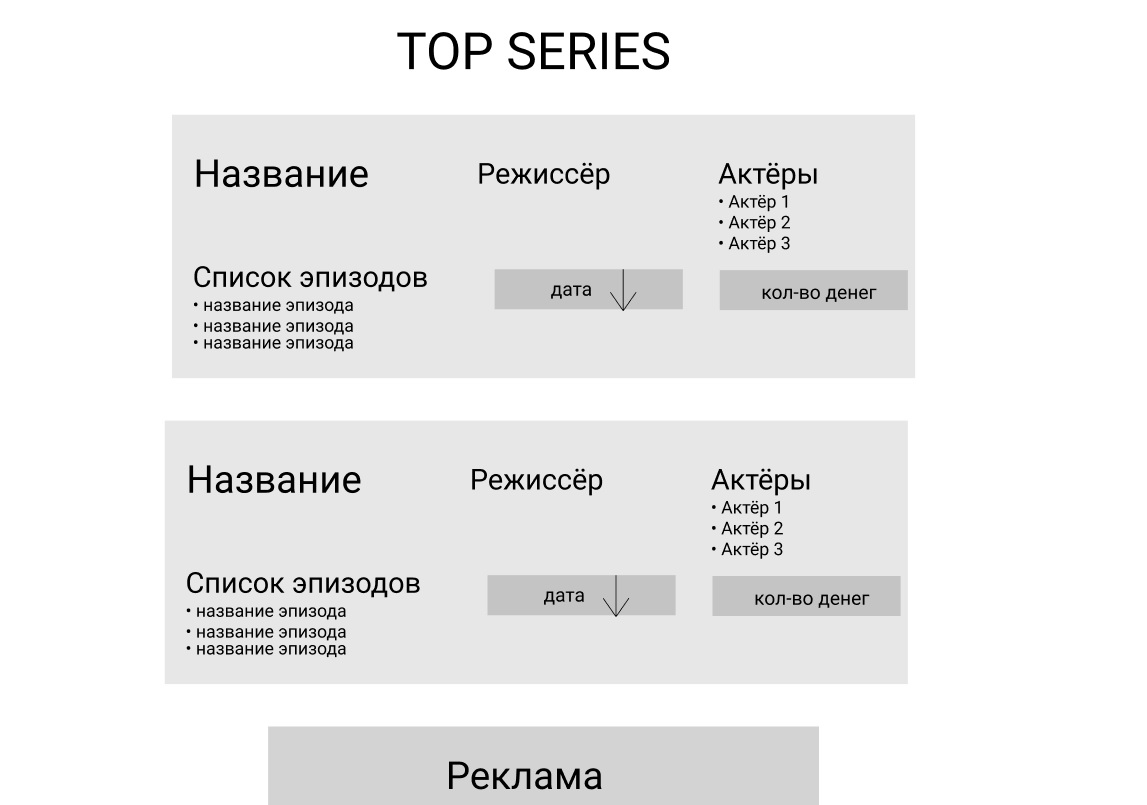 TOP SERIES
Название
Режиссёр
Актёры
• Актёр 1
• Актёр 2
• Актёр 3
Список эпизодов
• название эпизода
• название эпизода
• название эпизода
дата
кол-во денег
Название
Режиссёр
Актёры
• Актёр 1
• Актёр 2
• Актёр 3
Список эпизодов
• название эпизода
• название эпизода
• название эпизода
дата
кол-во денег
Реклама